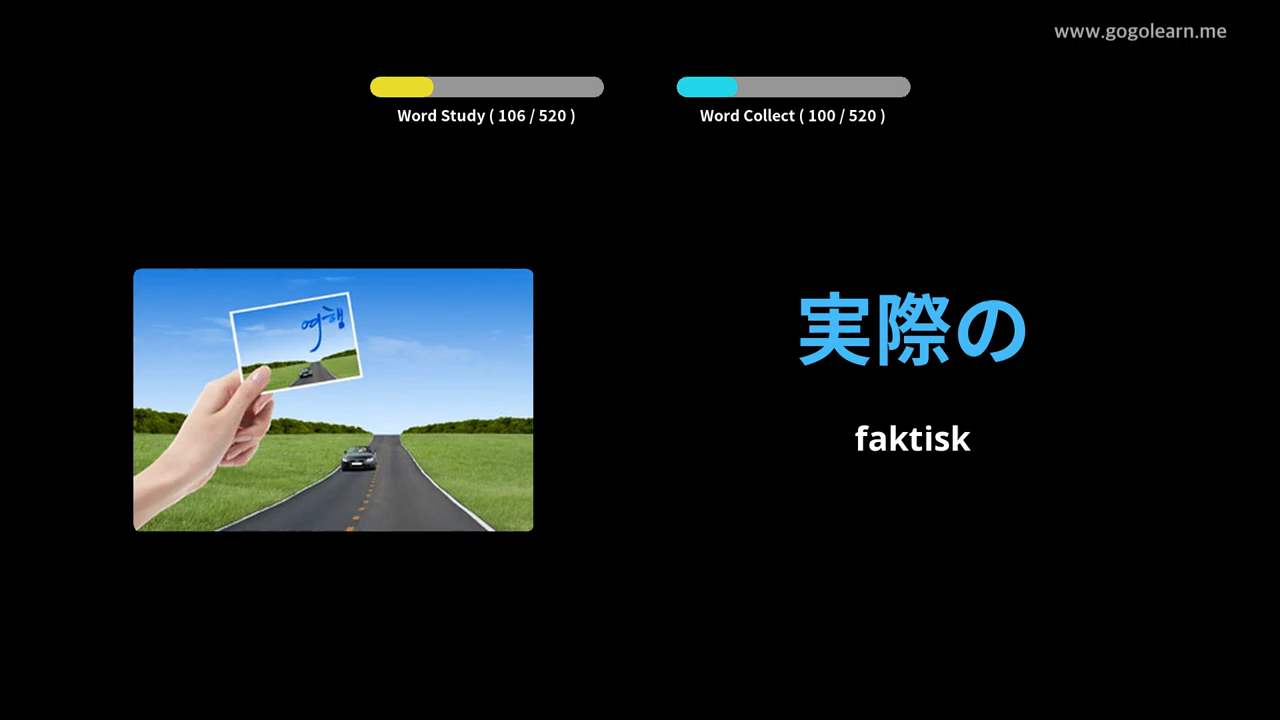 www.gogolearn.me
Word Study ( 106 / 520 )
Word Collect ( 100 / 520 )
여행
実際の
faktisk